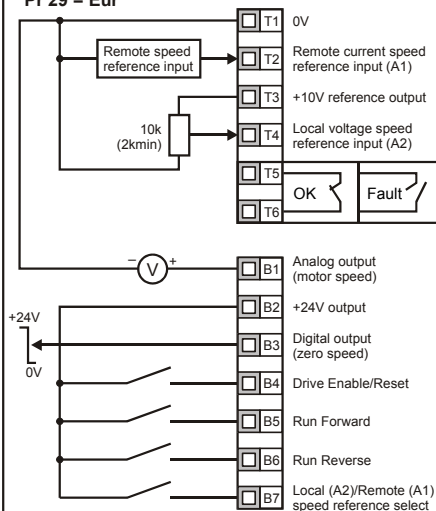 Pr 29 = Eur
T1 0V
Remote speed
reference input
T2 Remote current speed
reference input (A1)
T3 +10V reference output
10k
(2kmin)
T4 Local voltage speed
reference input (A2)
T5
OK
Fault
T6
– V +
B1 Analog output
(motor speed)
B2 +24V output
+24V
0V
B3 Digital output
(zero speed)
B4 Drive Enable/Reset
B5 Run Forward
B6 Run Reverse
B7 Local (A2)/Remote (A1)
speed reference select